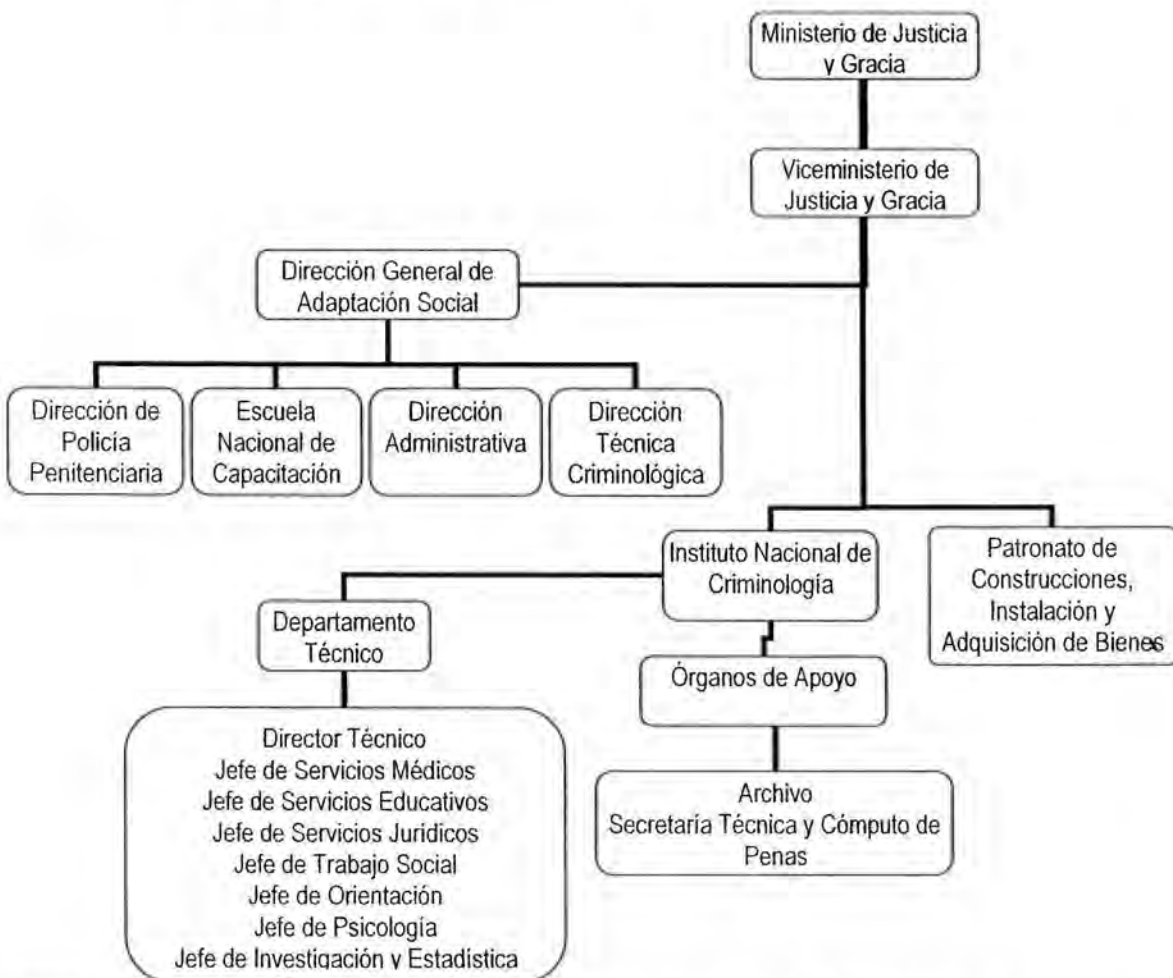 Ministerio de Justicia
y Gracia
Viceministerio de
Justicia y Gracia
Dirección General de
Adaptación Social
Dirección de
Policía
Penitenciaria
Escuela
Nacional de
Capacitación
Dirección
Administrativa
Dirección
Técnica
Criminológica
Instituto Nacional de
Criminología
Patronato de
Construcciones,
Instalación y
Adquisición de Bienes
Departamento
Técnico
Órganos de Apoyo
Director Técnico
Jefe de Servicios Médicos
Jefe de Servicios Educativos
Jefe de Servicios Jurídicos
Jefe de Trabajo Social
Jefe de Orientación
Jefe de Psicología
Jefe de Investigación y Estadística
Archivo
Secretaría Técnica y Cómputo de
Penas